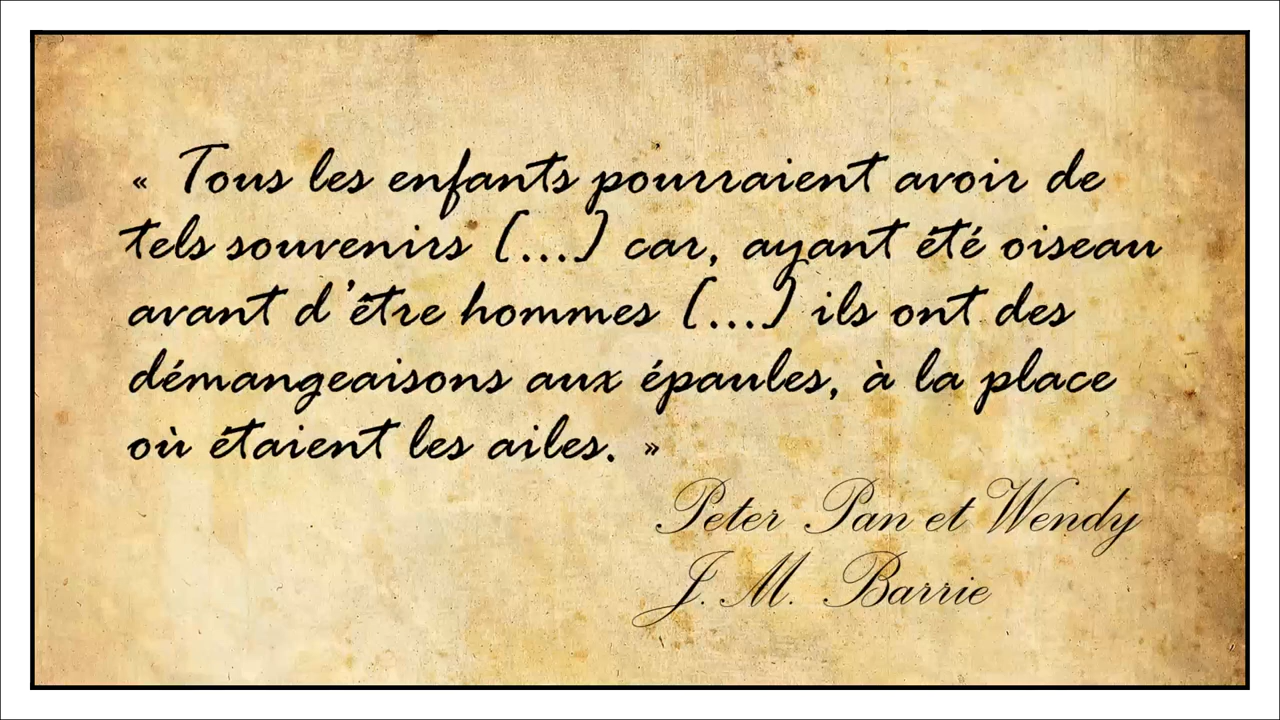 « Tous les enfants pourraient avoir de
tels souvenirs (...) car, ayant été oiseau
avant d'être hommes (...) ils ont des
démangeaisons aux épaules, à la place
où étaient les ailes. »
Peter Pan et Wendy
J. M. Barrie